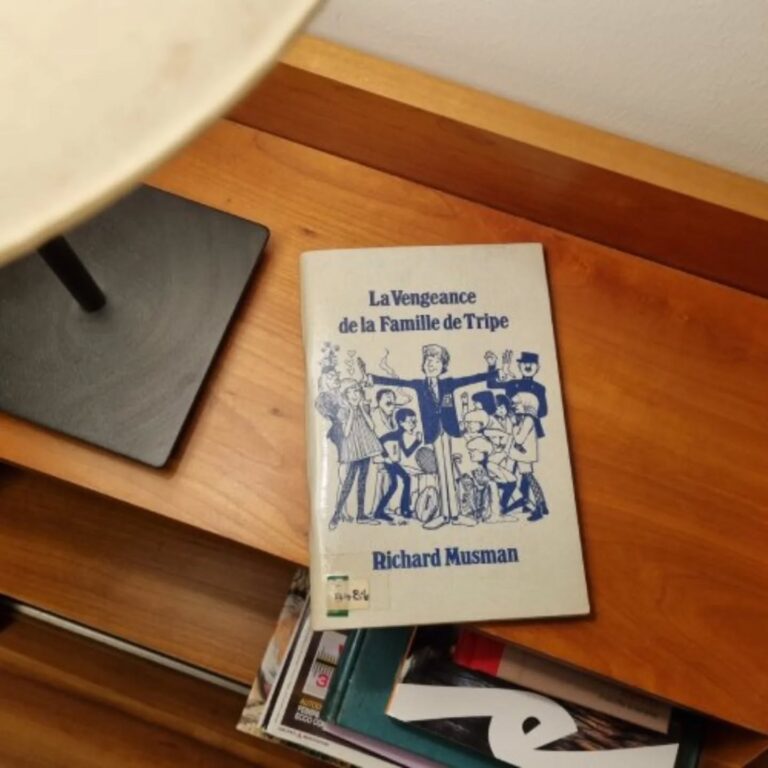 La Vengeance
de la Famille de Tripe
Richard Musman